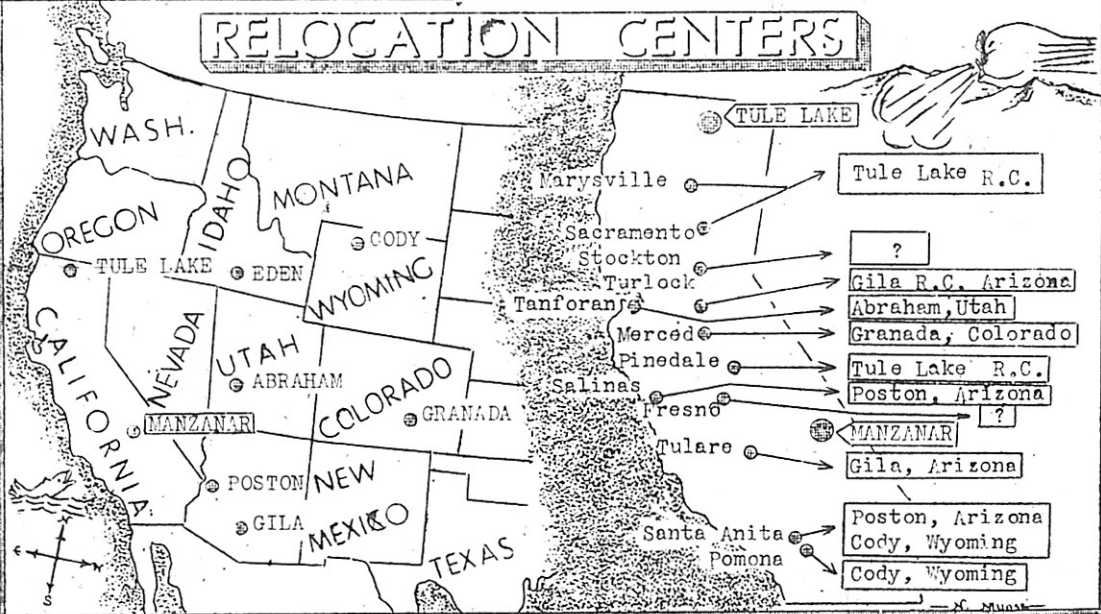 RELOCATION CENTERS
WASH.
OREGON
IDAHO
MONTANA
CODY
TULE LAKE
EDEN
WYOMING
CALIFORNIA
NEVADA
UTAH
ABRAHAM
COLORADO
GRANADA
MANZANAR
POSTON
NEW
MEXICO
GILA
TEXAS
N
E
W
S
TULE LAKE
Marysville
Tule Lake R.C.
Sacramento
Stockton
?
Turlock
Gila R.C. Arizona
Tanforan
Abraham, Utah
Merced
Granada, Colorado
Pinedale
Tule Lake R.C.
Salinas
Poston, Arizona
Fresno
?
MANZANAR
Tulare
Gila, Arizona
Santa Anita
Poston, Arizona
Cody, Wyoming
Pomona
Cody, Wyoming